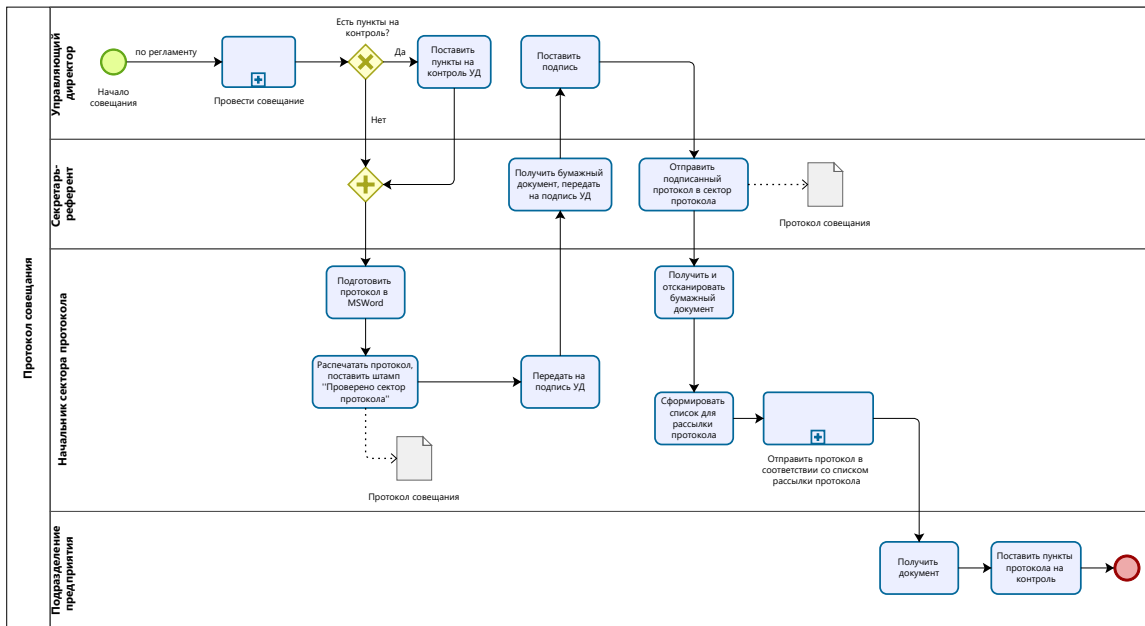 Протокол совещания
Управляющий
директор
Начало
совещания
по регламенту
Провести совещание
Есть пункты на
контроль?
Да
Нет
Поставить
пункты на
контроль УД
Поставить
подпись
Секретарь-
референт
Получить бумажный
документ, передать
на подпись УД
Отправить
подписанный
протокол в сектор
протокола
Протокол совещания
Начальник сектора протокола
Подготовить
протокол в
MSWord
Распечатать протокол,
поставить штамп
"Проверено сектор
протокола"
Протокол совещания
Передать на
подпись УД
Получить и
отсканировать
бумажный
документ
Сформировать
список для
рассылки
протокола
Отправить протокол в
соответствии со списком
рассылки протокола
Подразделение
предприятия
Получить
документ
Поставить пункты
протокола на
контроль